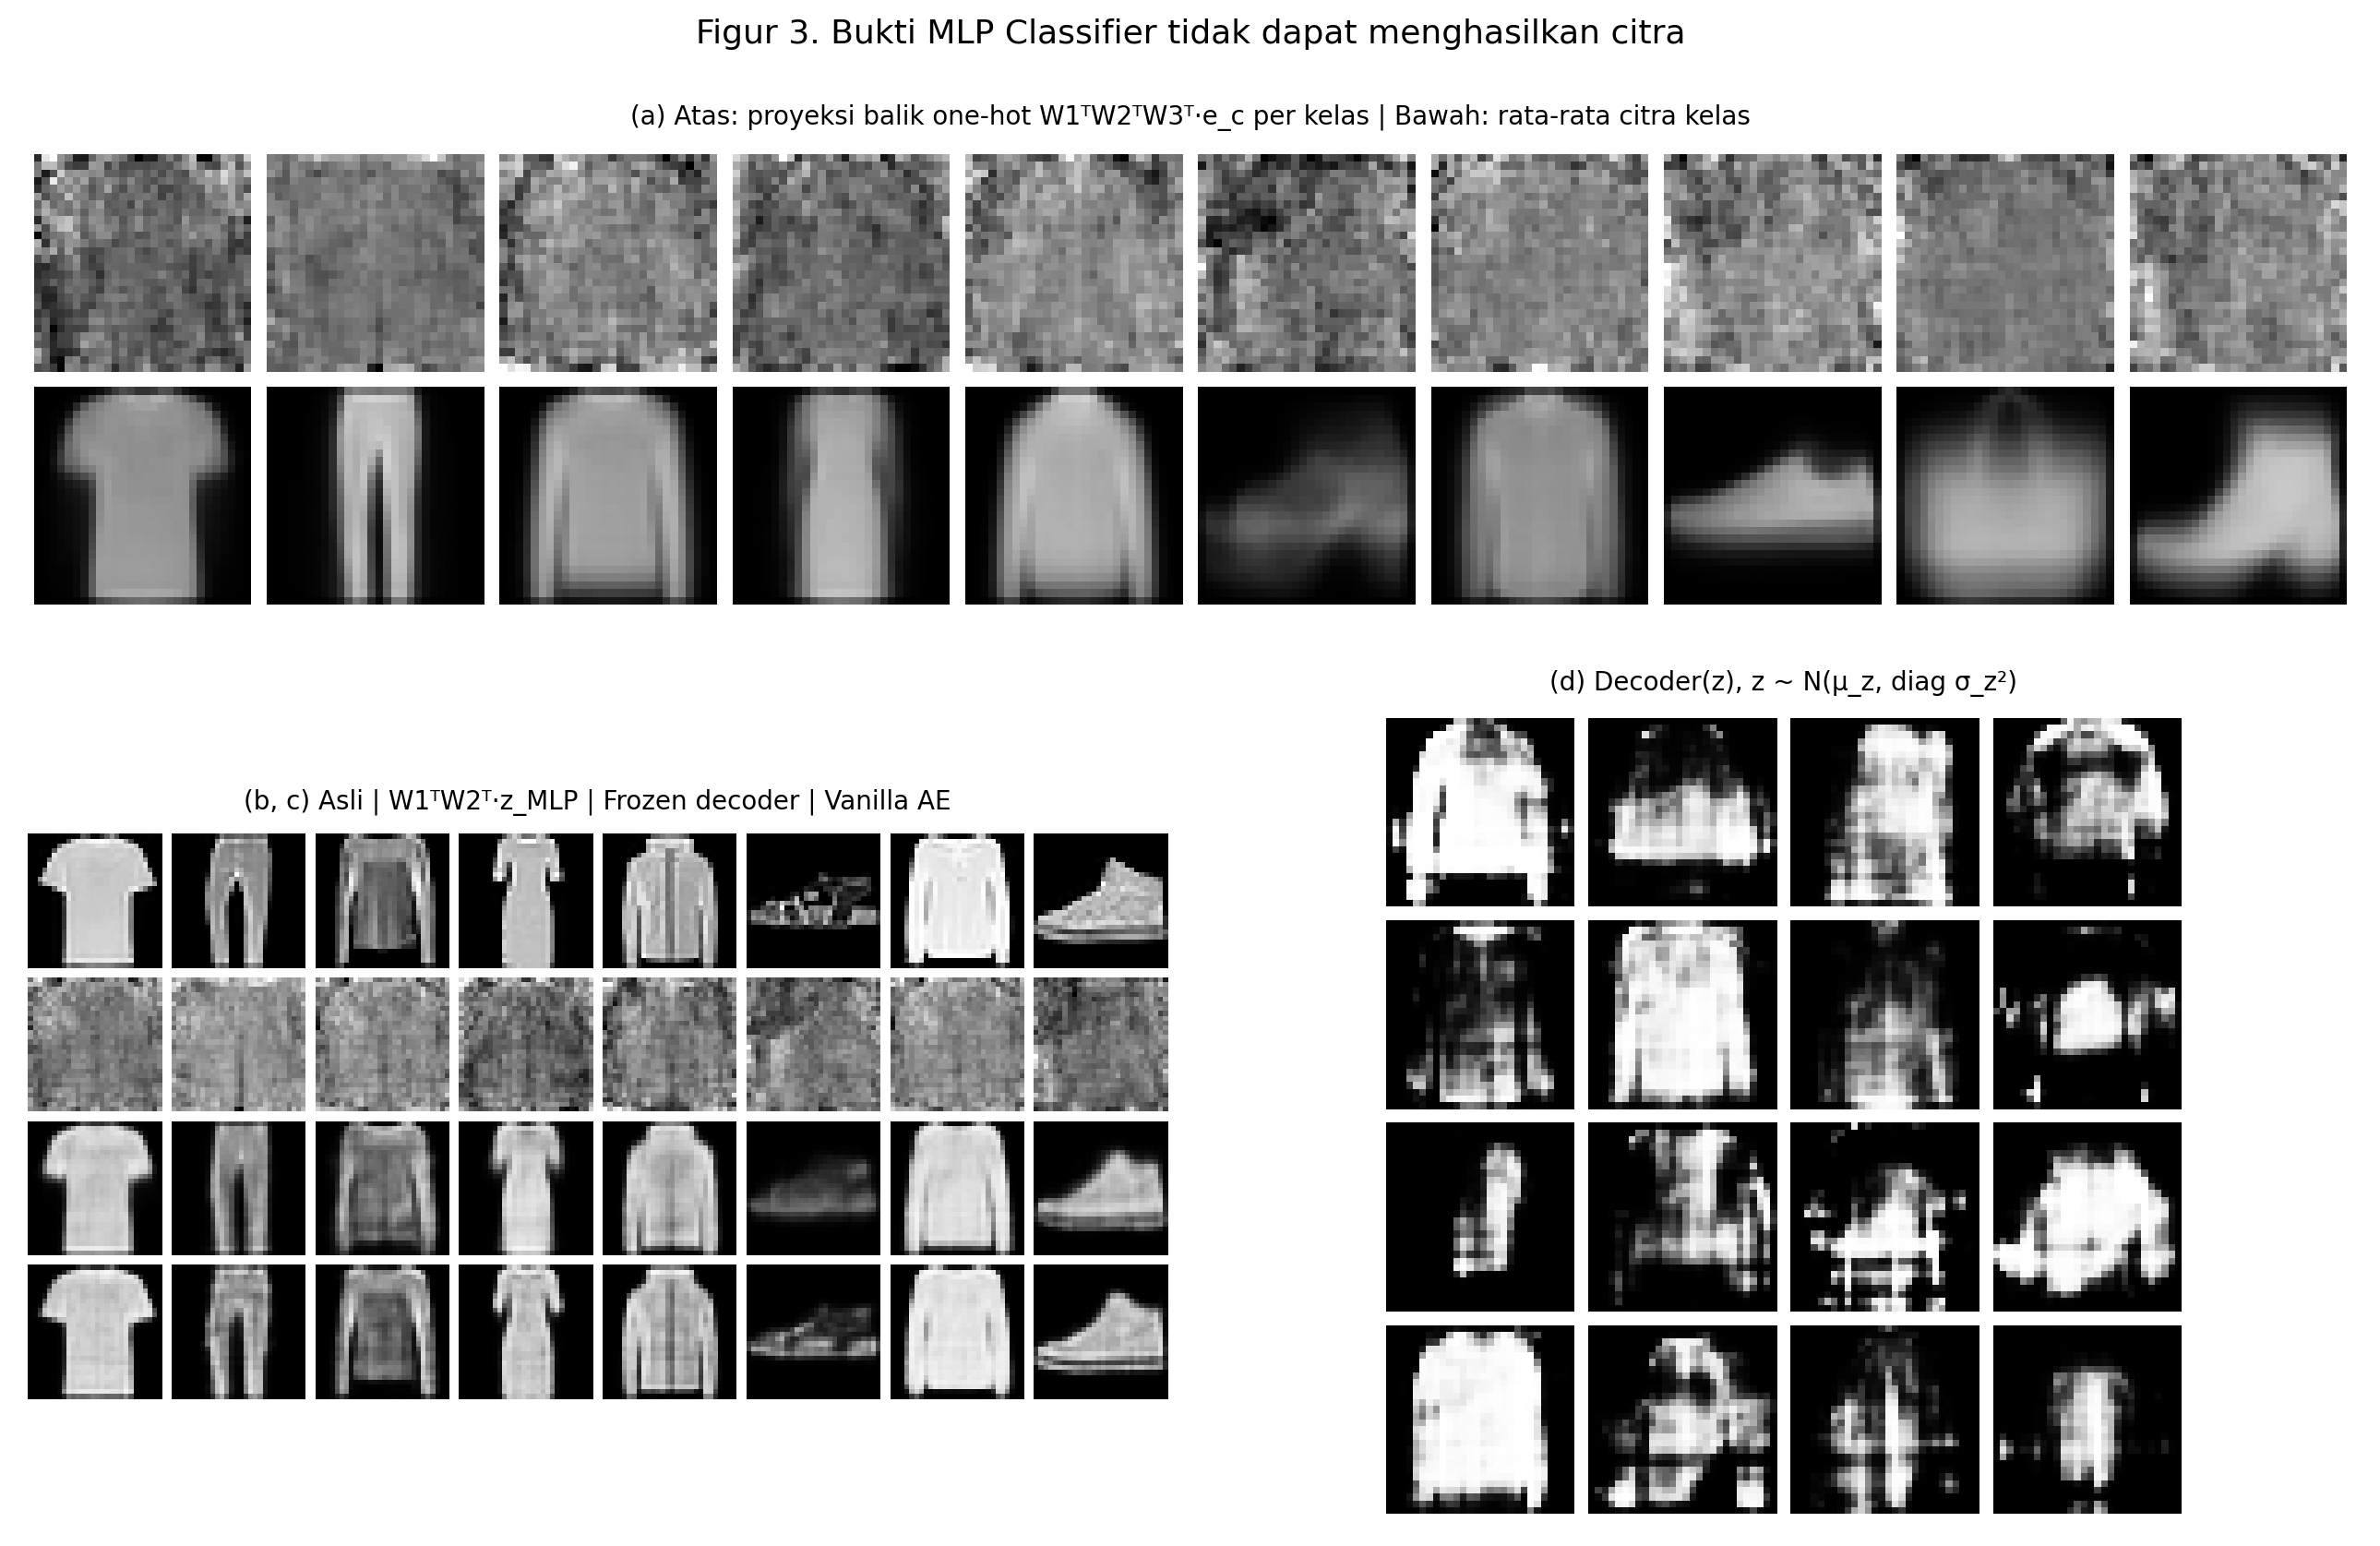 Figur 3. Bukti MLP Classifier tidak dapat menghasilkan citra
(a) Atas: proyeksi balik one-hot W1ᵀW2ᵀW3ᵀ·e_c per kelas | Bawah: rata-rata citra kelas
(b, c) Asli | W1ᵀW2ᵀ·z_MLP | Frozen decoder | Vanilla AE
(d) Decoder(z), z ~ N(μ_z, diag σ_z²)